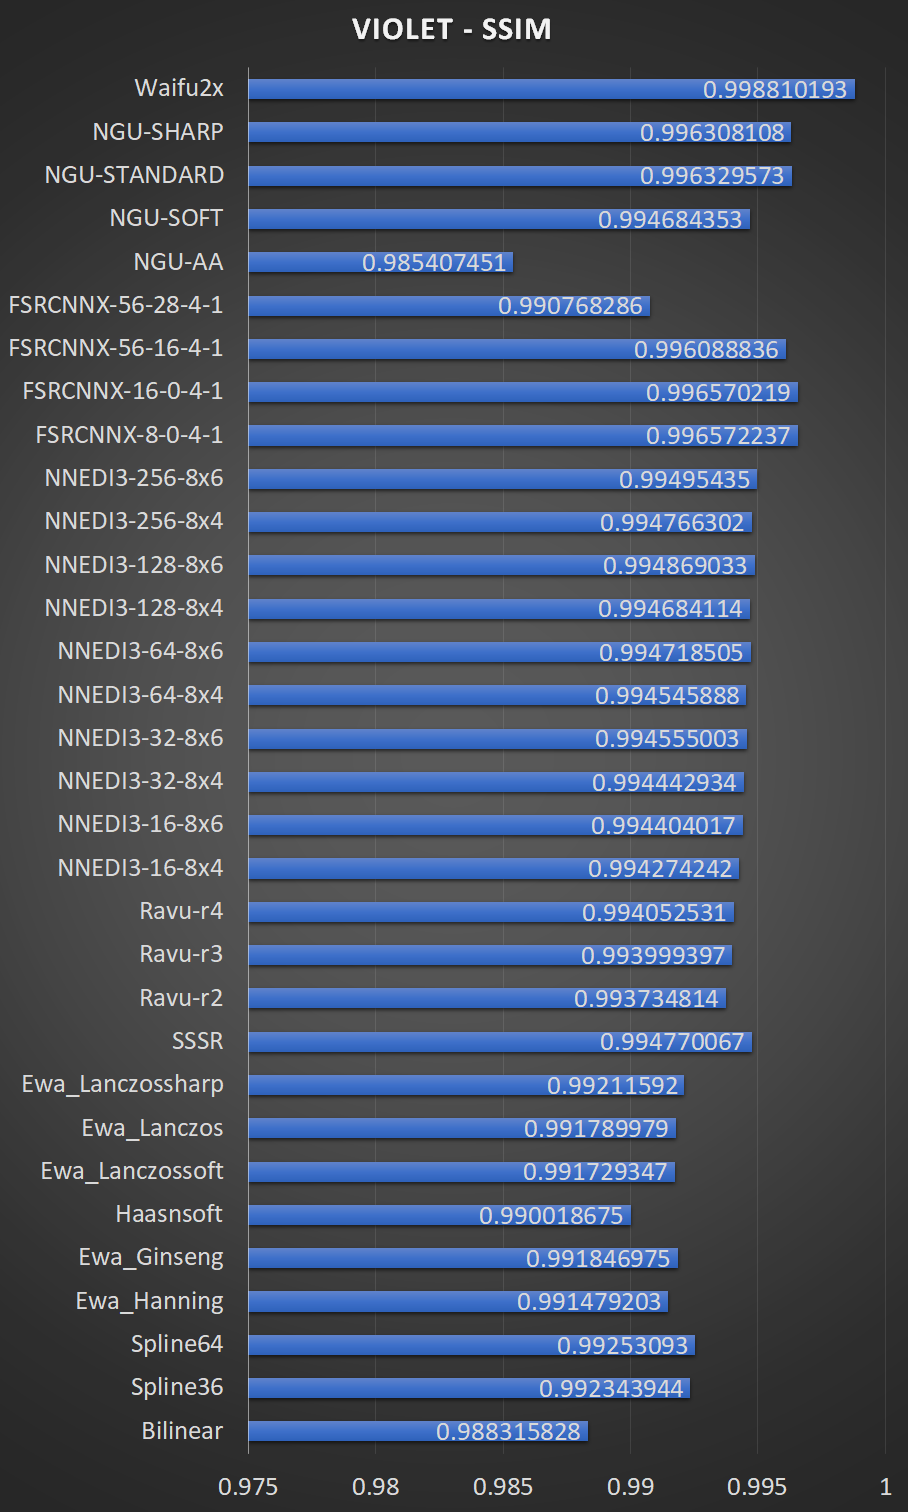 VIOLET - SSIM
Waifu2x 0.998810193
NGU-SHARP 0.996308108
NGU-STANDARD 0.996329573
NGU-SOFT 0.994684353
NGU-AA 0.985407451
FSRCNNX-56-28-4-1 0.990768286
FSRCNNX-56-16-4-1 0.996088836
FSRCNNX-16-0-4-1 0.996570219
FSRCNNX-8-0-4-1 0.996572237
NNEDI3-256-8x6 0.99495435
NNEDI3-256-8x4 0.994766302
NNEDI3-128-8x6 0.994869033
NNEDI3-128-8x4 0.994684114
NNEDI3-64-8x6 0.994718505
NNEDI3-64-8x4 0.994545888
NNEDI3-32-8x6 0.994555003
NNEDI3-32-8x4 0.994442934
NNEDI3-16-8x6 0.994404017
NNEDI3-16-8x4 0.994274242
Ravu-r4 0.994052531
Ravu-r3 0.993999397
Ravu-r2 0.993734814
SSSR 0.994770067
Ewa_Lanczossharp 0.99211592
Ewa_Lanczos 0.991789979
Ewa_Lanczossoft 0.991729347
Haasnsoft 0.990018675
Ewa_Ginseng 0.991846975
Ewa_Hanning 0.991479203
Spline64 0.99253093
Spline36 0.992343944
Bilinear 0.988315828
0.975 0.98 0.985 0.99 0.995 1